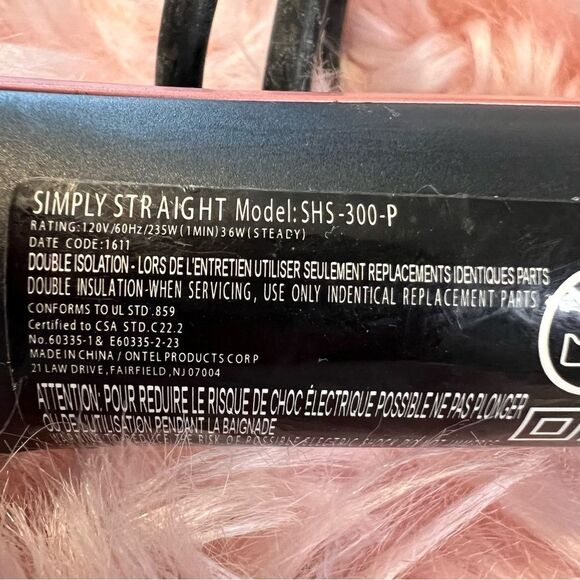 SIMPLY STRAIGHT Model:SHS-300-P
RATING:120V/60Hz/235W(1MIN)36W(STEADY)
DATE CODE:1611
DOUBLE ISOLATION-LORS DE L'ENTRETIEN UTILISER SEULEMENT REPLACEMENTS IDENTIQUES PARTS
DOUBLE INSULATION-WHEN SERVICING, USE ONLY INDENTICAL REPLACEMENT PARTS
CONFORMS TO UL STD .859
Certified to CSA STD.C22.2
No.60335-1& E60335-2-23
MADE IN CHINA / ONTEL PRODUCTS CORP
21 LAW DRIVE,FAIRFIELD,NJ 07004
ATTENTION: POUR REDUIRE LE RISQUE DE CHOC ÉLECTRIQUE POSSIBLE NE PAS PLONGER
OU DE L'UTILISATION PENDANT LA BAIGNADE
THE RISK OF